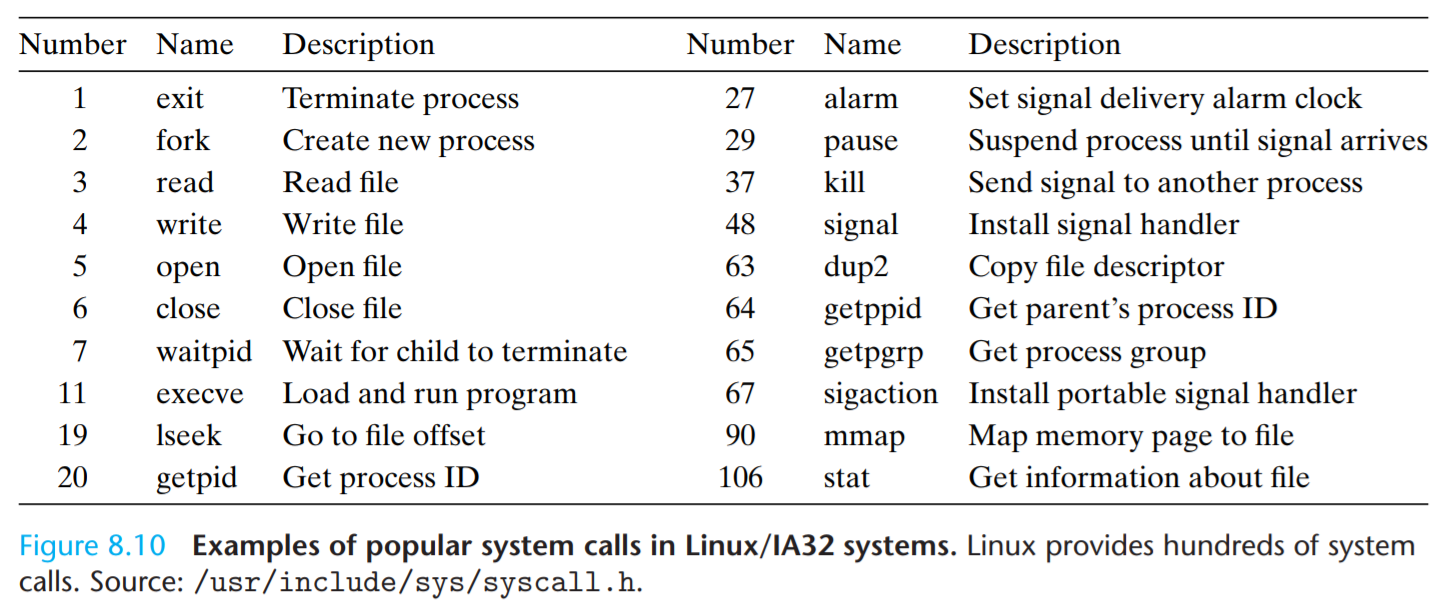 Number Name Description Number Name Description
1 exit Terminate process 27 alarm Set signal delivery alarm clock
2 fork Create new process 29 pause Suspend process until signal arrives
3 read Read file 37 kill Send signal to another process
4 write Write file 48 signal Install signal handler
5 open Open file 63 dup2 Copy file descriptor
6 close Close file 64 getppid Get parent’s process ID
7 waitpid Wait for child to terminate 65 getpgrp Get process group
11 execve Load and run program 67 sigaction Install portable signal handler
19 lseek Go to file offset 90 mmap Map memory page to file
20 getpid Get process ID 106 stat Get information about file
Figure 8.10 Examples of popular system calls in Linux/IA32 systems. Linux provides hundreds of system
calls. Source: /usr/include/sys/syscall.h.